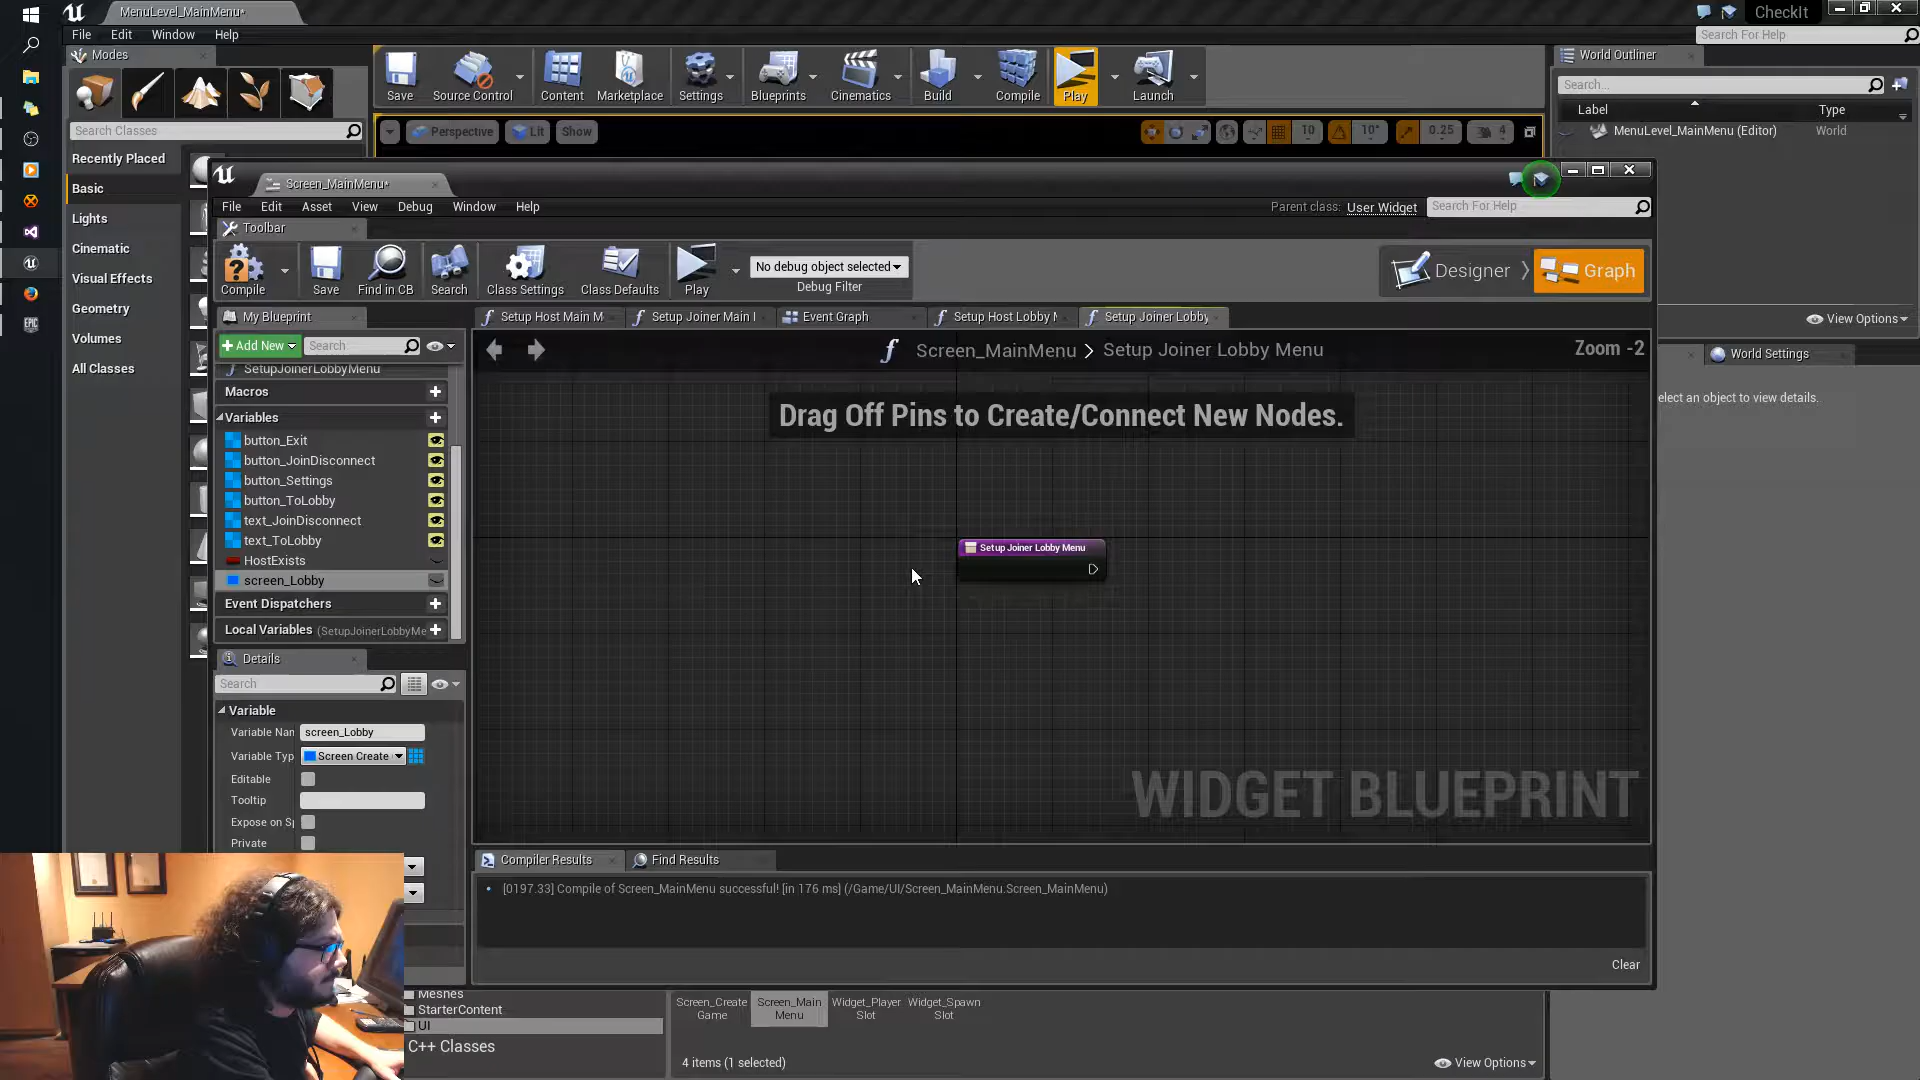 MenuLevel_MainMenu*
CheckIt
File Edit Window Help
Search For Help
Modes
World Outliner
Save Source Control Content Marketplace Settings Blueprints Cinematics Build Compile Play Launch
Search...
Label Type
Search Classes
Perspective Lit Show 10 10° 0.25 4
MenuLevel_MainMenu (Editor) World
Recently Placed
Basic
Lights
Cinematic
Visual Effects
Geometry
Volumes
All Classes
Screen_MainMenu*
File Edit Asset View Debug Window Help
Parent class: User Widget Search For Help
Toolbar
Compile Save Find in CB Search Class Settings Class Defaults Play
No debug object selected
Debug Filter
Designer Graph
My Blueprint
Setup Host Main M Setup Joiner Main Event Graph Setup Host Lobby Setup Joiner Lobby
View Options
Add New Search
Screen_MainMenu > Setup Joiner Lobby Menu
Zoom -2
World Settings
SetupJoinerLobbyMenu
Macros
Variables
button_Exit
button_JoinDisconnect
button_Settings
button_ToLobby
text_JoinDisconnect
text_ToLobby
HostExists
screen_Lobby
Event Dispatchers
Local Variables (SetupJoinerLobbyMe
elect an object to view details.
Drag Off Pins to Create/Connect New Nodes.
Setup Joiner Lobby Menu
WIDGET BLUEPRINT
Details
Search
Variable
Variable Nan screen_Lobby
Variable Typ Screen Create
Editable
Tooltip
Expose on Sp
Private
Compiler Results Find Results
[0197.33] Compile of Screen_MainMenu successful! [in 176 ms] (/Game/UI/Screen_MainMenu.Screen_MainMenu)
Clear
Meshes
StarterContent
UI
C++ Classes
Screen_Create Game
Screen_Main Menu
Widget_Player Slot
Widget_Spawn Slot
4 items (1 selected)
View Options